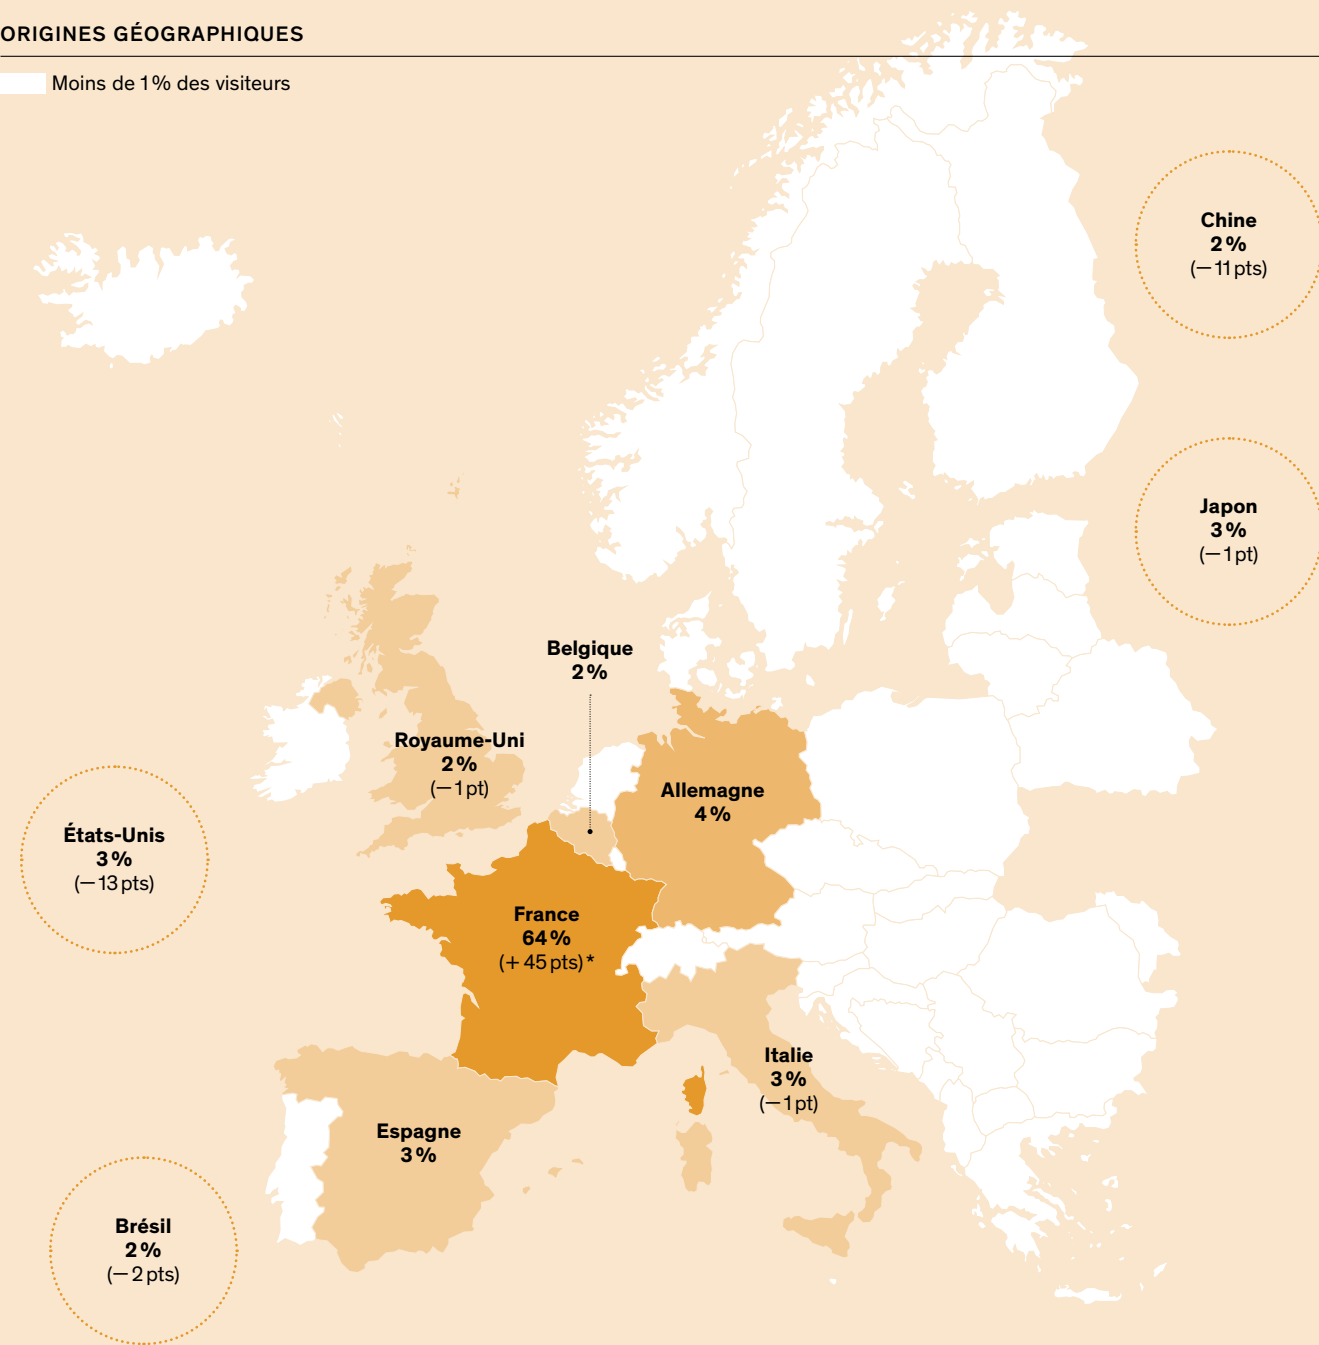 ORIGINES GÉOGRAPHIQUES
Moins de 1 % des visiteurs
Chine
2 %
(— 11 pts)
Japon
3 %
(— 1 pt)
Belgique
2 %
Royaume-Uni
2 %
(— 1 pt)
Allemagne
4 %
États-Unis
3 %
(— 13 pts)
France
64 %
(+ 45 pts) *
Italie
3 %
(— 1 pt)
Espagne
3 %
Brésil
2 %
(— 2 pts)